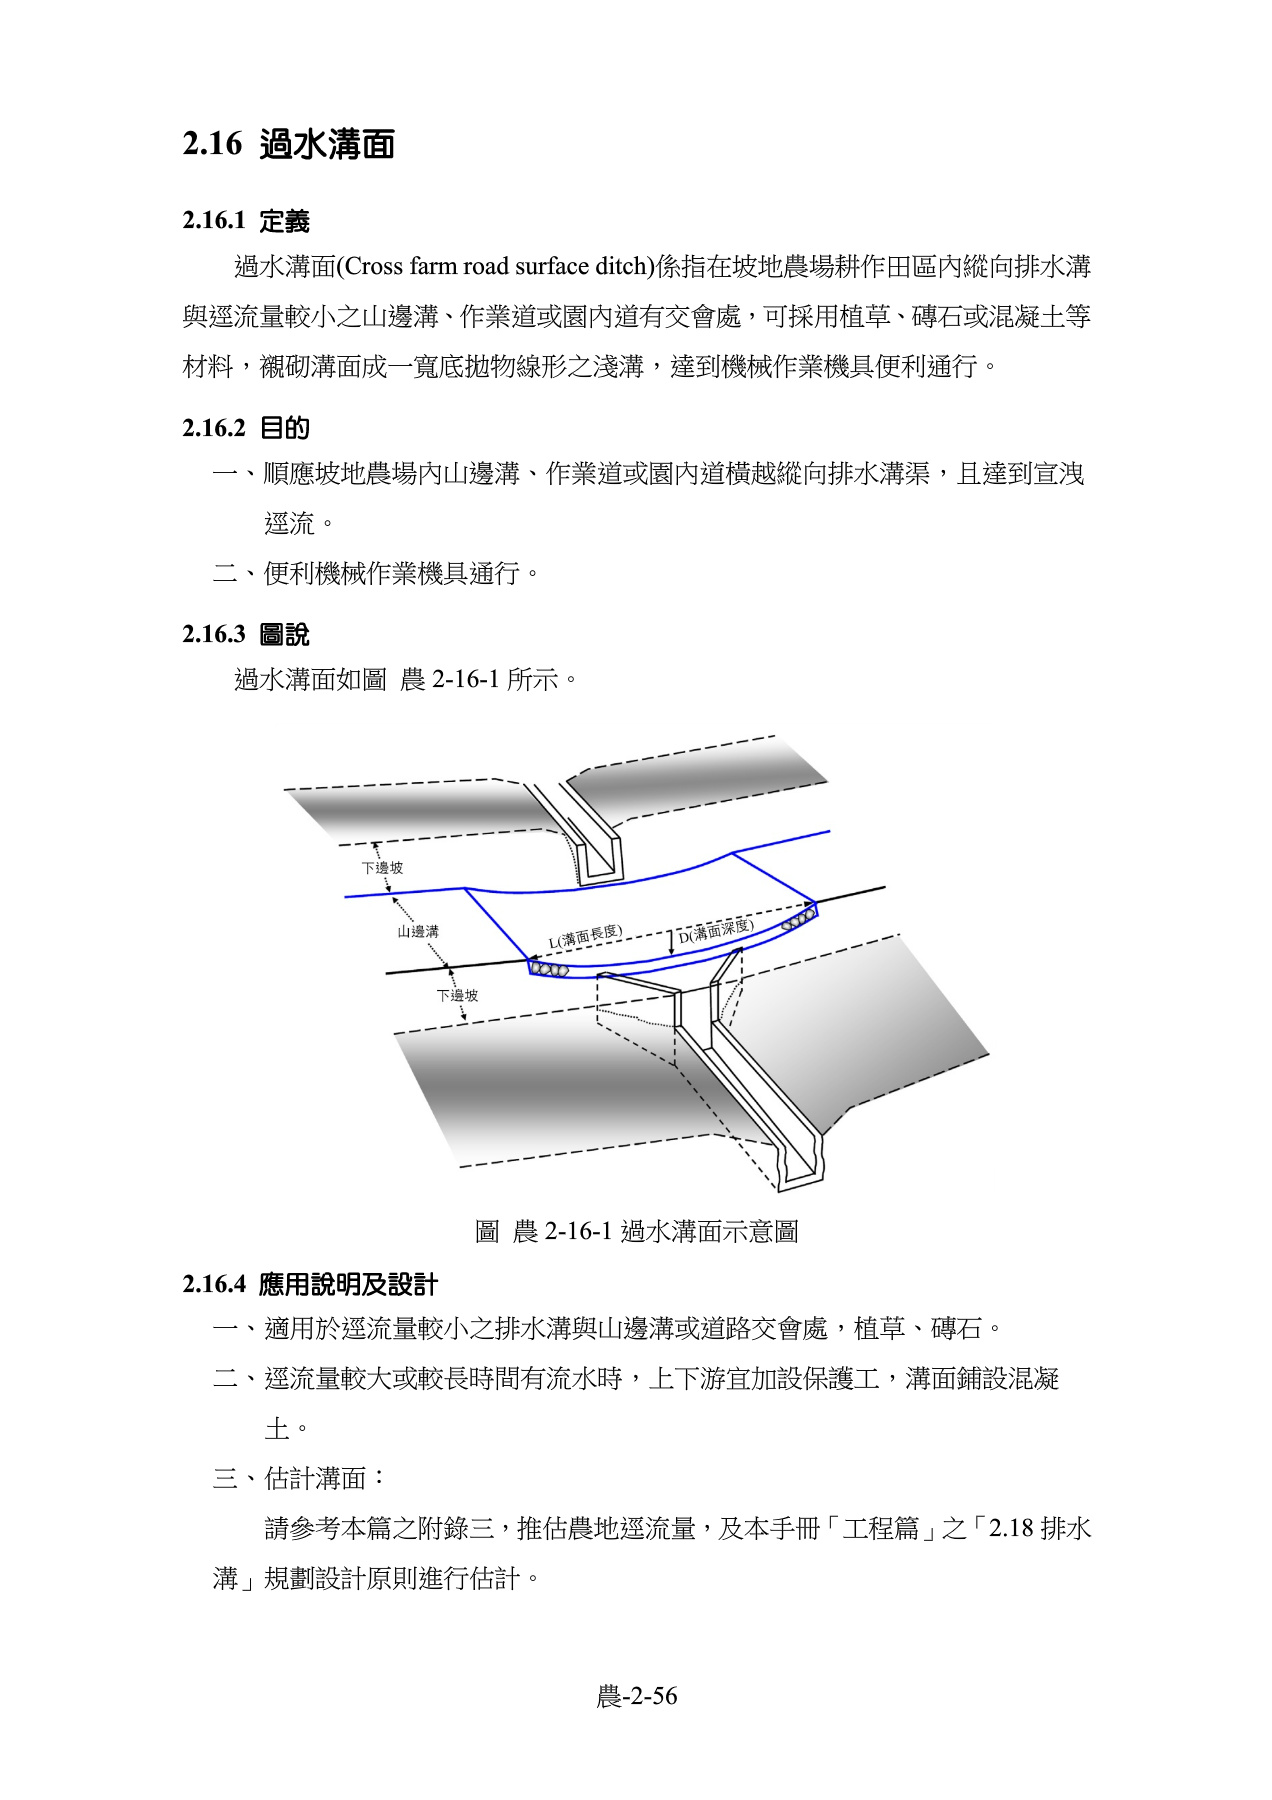 2.16 過水溝面
2.16.1 定義
過水溝面(Cross farm road surface ditch)係指在坡地農場耕作田區內縱向排水溝
與逕流量較小之山邊溝、作業道或園內道有交會處，可採用植草、磚石或混凝土等
材料，襯砌溝面成一寬底拋物線形之淺溝，達到機械作業機具便利通行。
2.16.2 目的
一、順應坡地農場內山邊溝、作業道或園內道橫越縱向排水溝渠，且達到宣洩
逕流。
二、便利機械作業機具通行。
2.16.3 圖說
過水溝面如圖 農 2-16-1 所示。
下邊坡
山邊溝
L(溝面長度)
D(溝面深度)
下邊坡
圖 農 2-16-1 過水溝面示意圖
2.16.4 應用說明及設計
一、適用於逕流量較小之排水溝與山邊溝或道路交會處，植草、磚石。
二、逕流量較大或較長時間有流水時，上下游宜加設保護工，溝面鋪設混凝
土。
三、估計溝面：
請參考本篇之附錄三，推估農地逕流量，及本手冊「工程篇」之「2.18 排水
溝」規劃設計原則進行估計。
農-2-56